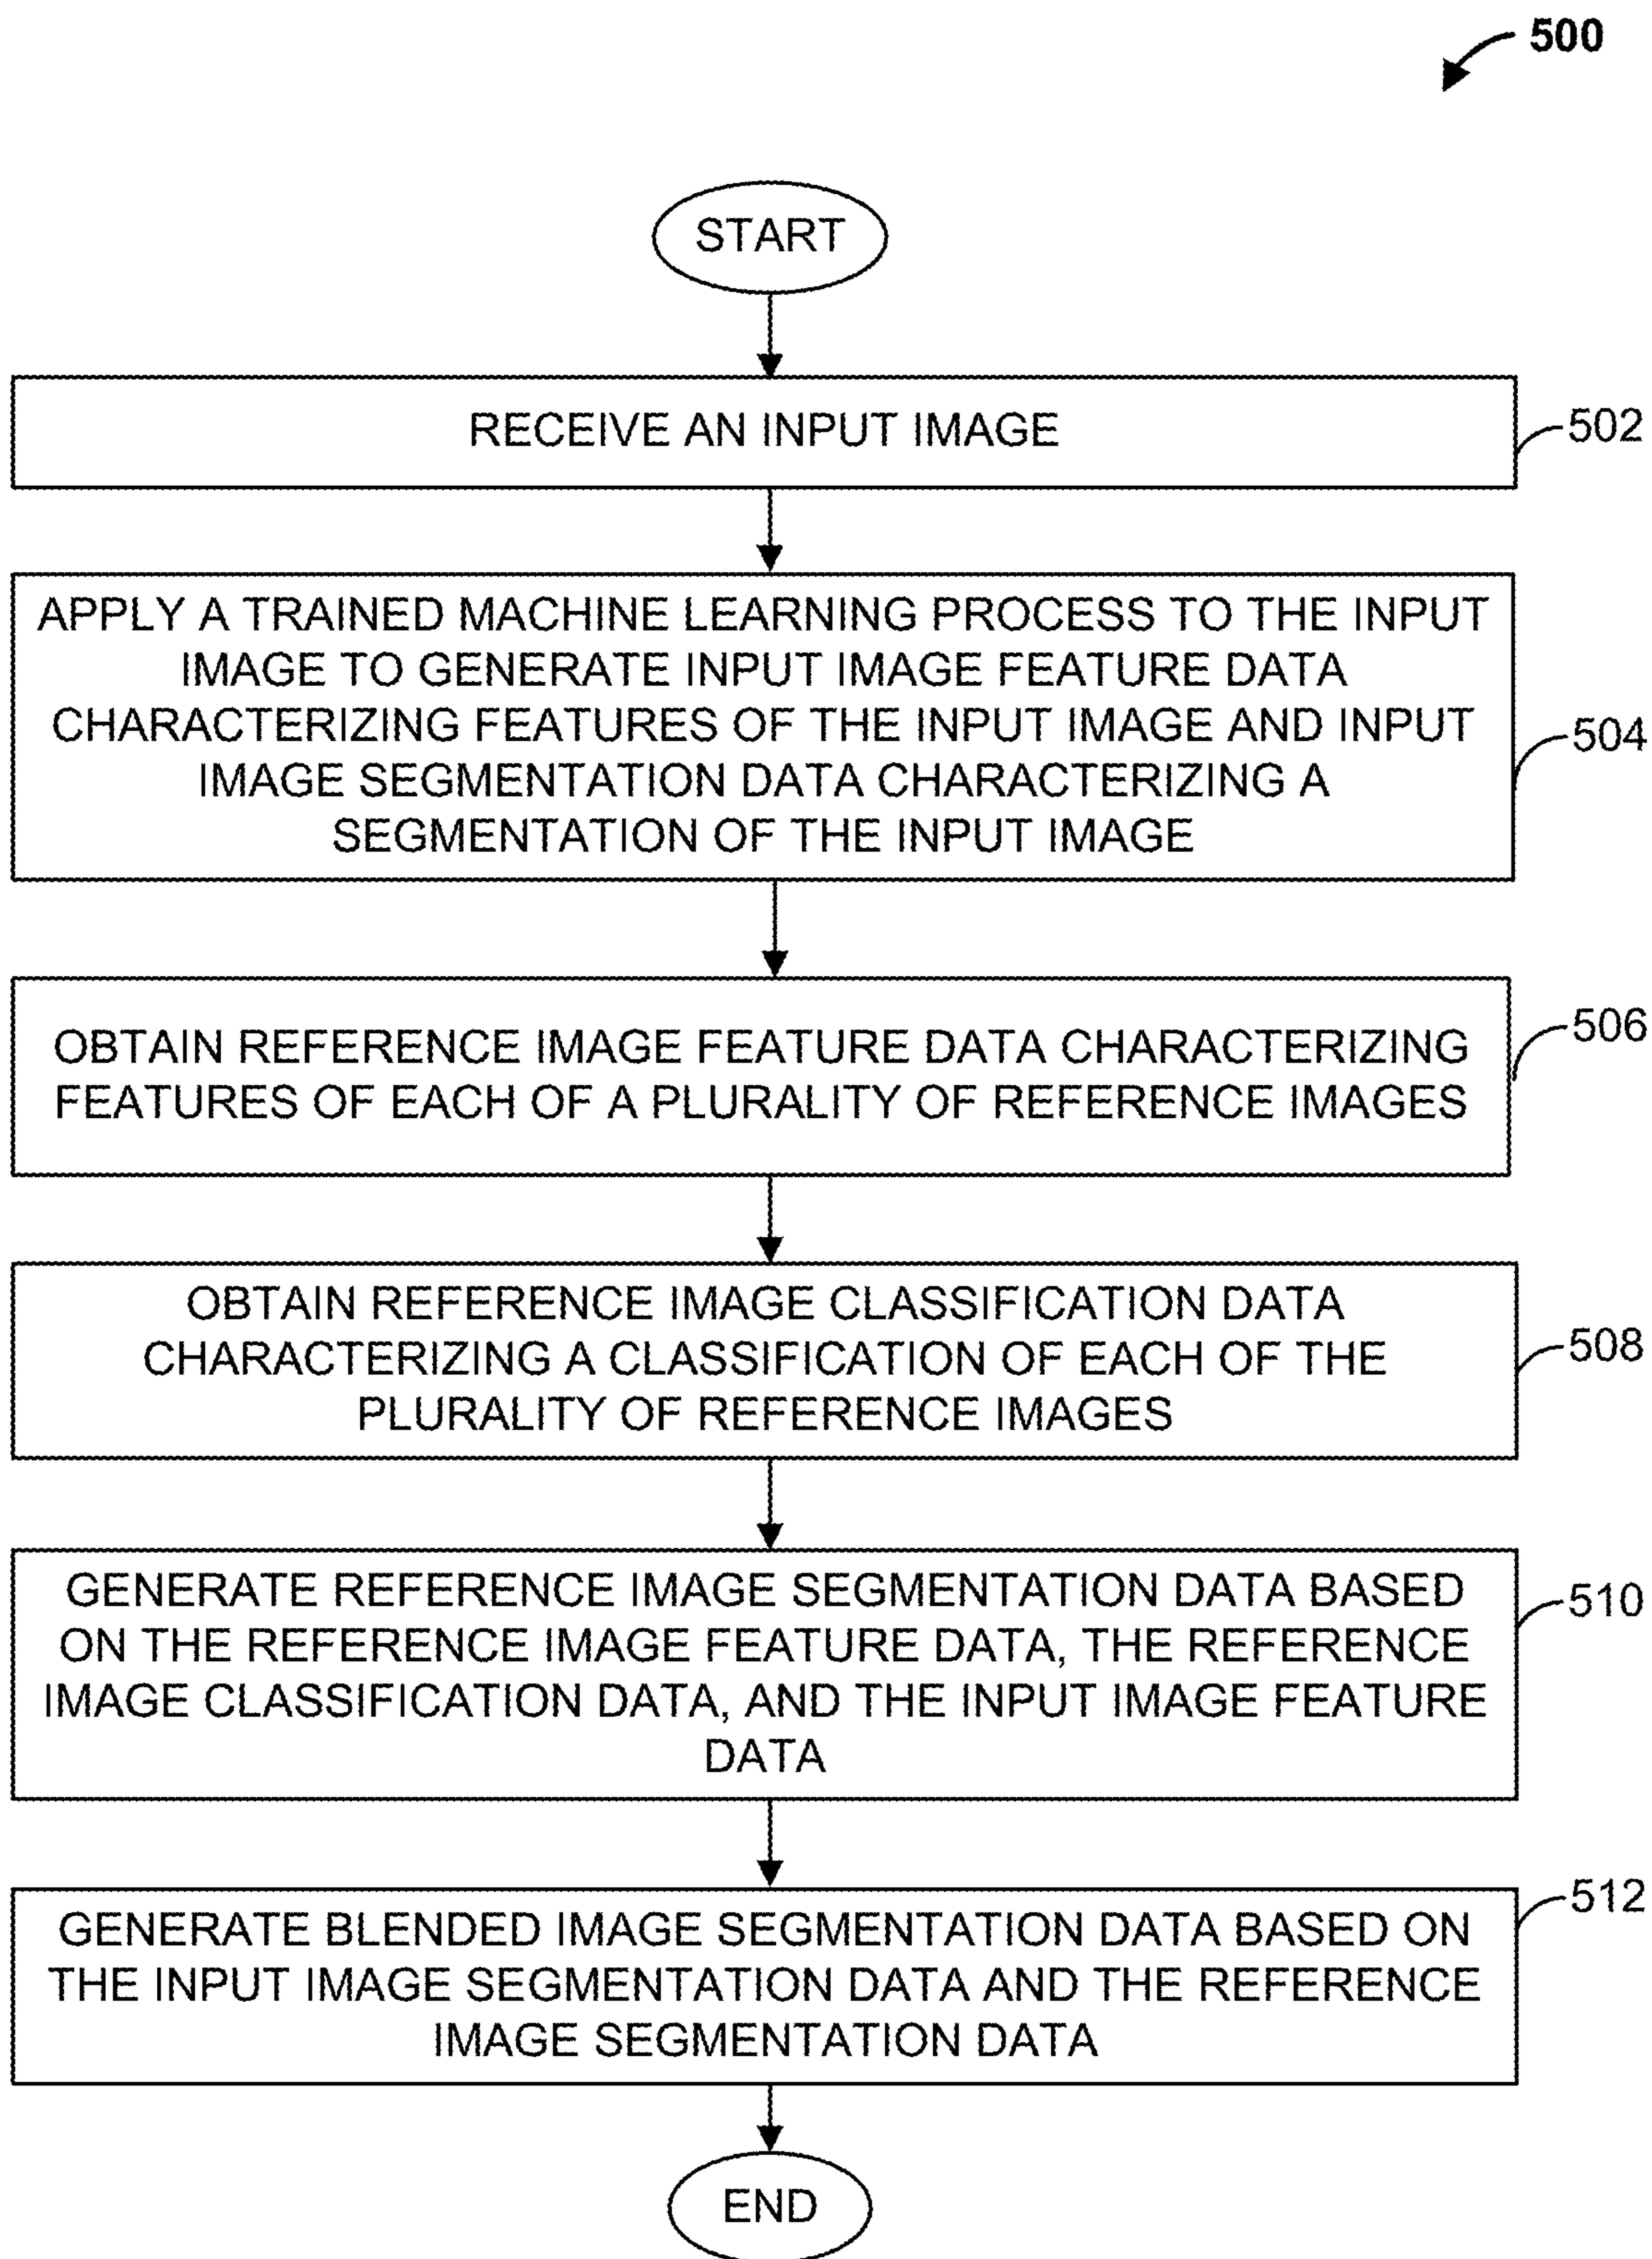 500
START
RECEIVE AN INPUT IMAGE
502
APPLY A TRAINED MACHINE LEARNING PROCESS TO THE INPUT
IMAGE TO GENERATE INPUT IMAGE FEATURE DATA
CHARACTERIZING FEATURES OF THE INPUT IMAGE AND INPUT
IMAGE SEGMENTATION DATA CHARACTERIZING A
SEGMENTATION OF THE INPUT IMAGE
504
OBTAIN REFERENCE IMAGE FEATURE DATA CHARACTERIZING
FEATURES OF EACH OF A PLURALITY OF REFERENCE IMAGES
506
OBTAIN REFERENCE IMAGE CLASSIFICATION DATA
CHARACTERIZING A CLASSIFICATION OF EACH OF THE
PLURALITY OF REFERENCE IMAGES
508
GENERATE REFERENCE IMAGE SEGMENTATION DATA BASED
ON THE REFERENCE IMAGE FEATURE DATA, THE REFERENCE
IMAGE CLASSIFICATION DATA, AND THE INPUT IMAGE FEATURE
DATA
510
GENERATE BLENDED IMAGE SEGMENTATION DATA BASED ON
THE INPUT IMAGE SEGMENTATION DATA AND THE REFERENCE
IMAGE SEGMENTATION DATA
512
END